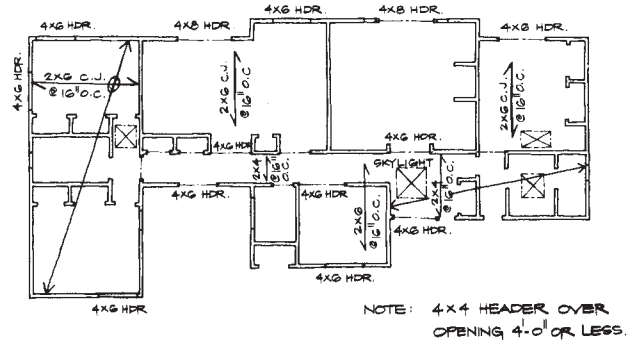 4X6 HDR.
4X8 HDR.
4X6 HDR.
4X6 HDR.
4X6 HDR.
4X6 HDR.
2X6 C.J.
@ 16" O.C.
2X6 C.J.
@ 16" O.C.
2X6 C.J.
@ 16" O.C.
4X6 HDR
4X6 HDR.
SKYLIGHT
2X4
@ 16" O.C.
4X6 HDR.
4X6 HDR.
2X6
@ 16" O.C.
2X4
@ 16" O.C.
4X6 HDR.
4X6 HDR.
4X6 HDR
NOTE: 4X4 HEADER OVER
OPENING 4'-0" OR LESS.